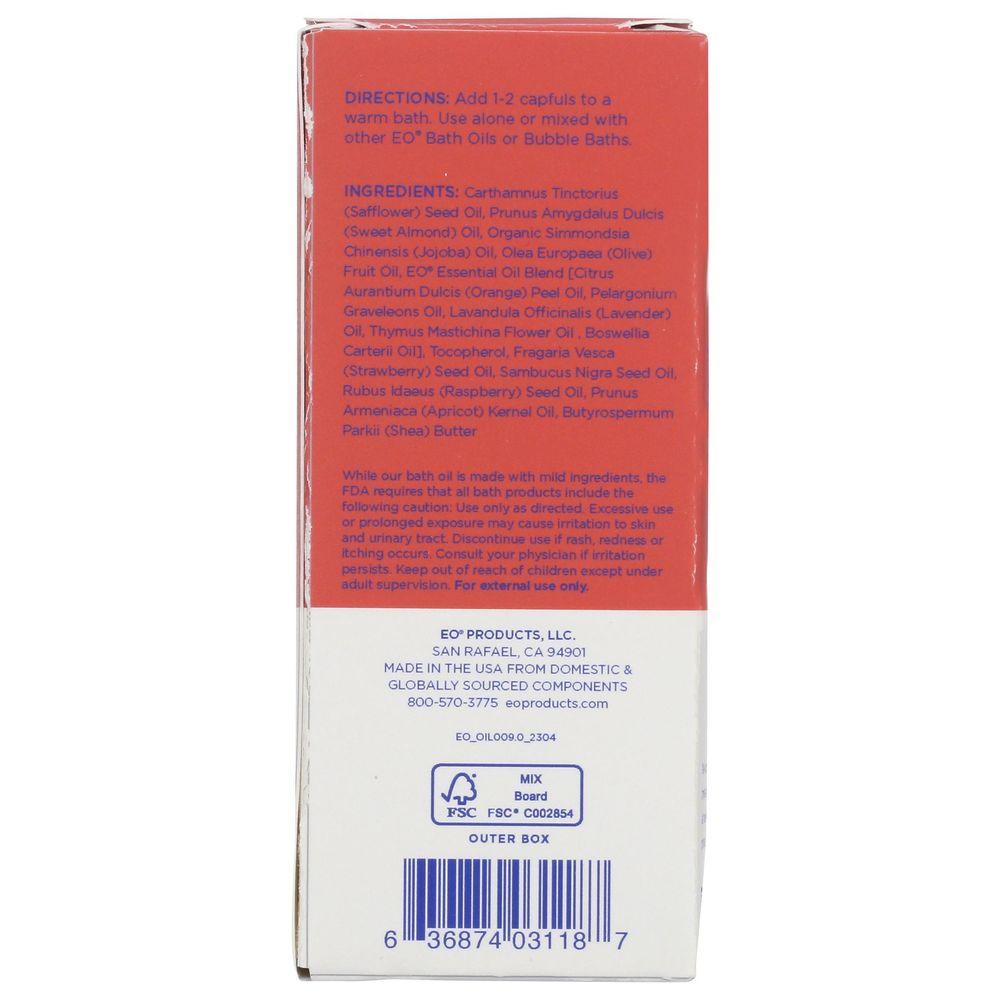 DIRECTIONS: Add 1-2 capfuls to a
warm bath. Use alone or mixed with
other EO® Bath Oils or Bubble Baths.
INGREDIENTS: Carthamnus Tinctorius
(Safflower) Seed Oil, Prunus Amygdalus Dulcis
(Sweet Almond) Oil, Organic Simmondsia
Chinensis (Jojoba) Oil, Olea Europaea (Olive)
Fruit Oil, EO® Essential Oil Blend [Citrus
Aurantium Dulcis (Orange) Peel Oil, Pelargonium
Graveleons Oil, Lavandula Officinalis (Lavender)
Oil, Thymus Mastichina Flower Oil , Boswellia
Carterii Oil], Tocopherol, Fragaria Vesca
(Strawberry) Seed Oil, Sambucus Nigra Seed Oil,
Rubus Idaeus (Raspberry) Seed Oil, Prunus
Armeniaca (Apricot) Kernel Oil, Butyrospermum
Parkii (Shea) Butter
While our bath oil is made with mild ingredients, the
FDA requires that all bath products include the
following caution: Use only as directed. Excessive use
or prolonged exposure may cause irritation to skin
and urinary tract. Discontinue use if rash, redness or
itching occurs. Consult your physician if irritation
persists. Keep out of reach of children except under
adult supervision. For external use only.
EO® PRODUCTS, LLC.
SAN RAFAEL, CA 94901
MADE IN THE USA FROM DOMESTIC &
GLOBALLY SOURCED COMPONENTS
800-570-3775 eoproducts.com
EO_OIL009.0_2304
MIX
Board
FSC FSC® C002854
OUTER BOX
6 36874 03118 7